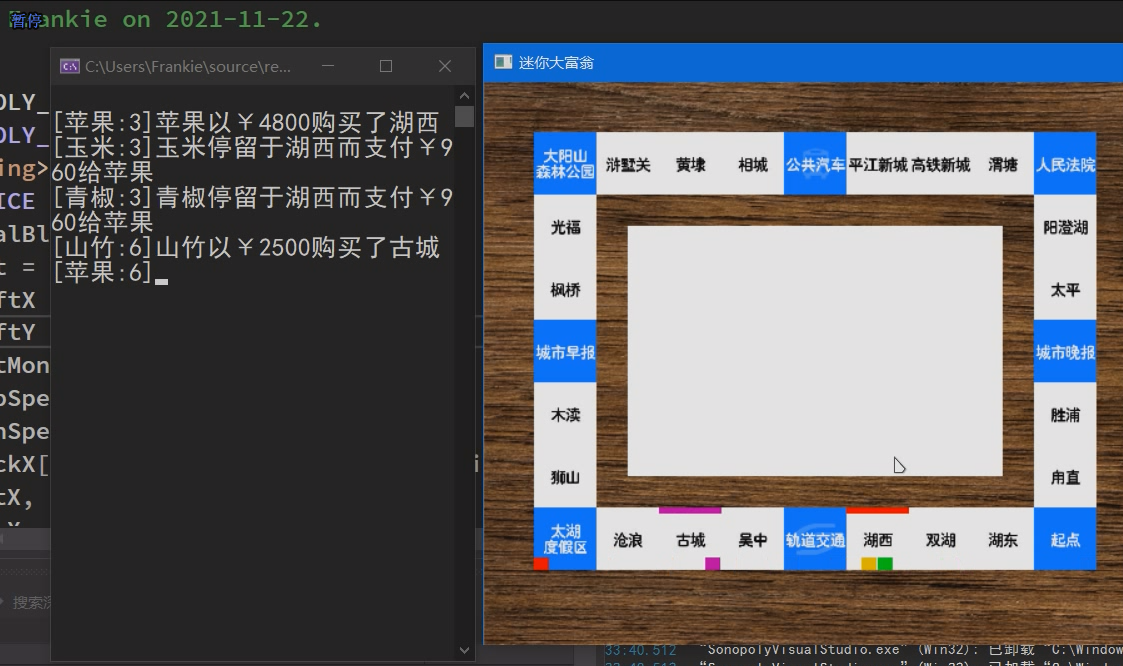 暂停
ankie on 2021-11-22.
C:\Users\Frankie\source\re...
OLY_
OLY_
ing>
ICE
alBl
t =
ftX
ftY
tMon
pSpe
nSpe
ckX[
tX,
[苹果:3]苹果以￥4800购买了湖西
[玉米:3]玉米停留于湖西而支付￥9
60给苹果
[青椒:3]青椒停留于湖西而支付￥9
60给苹果
[山竹:6]山竹以￥2500购买了古城
[苹果:6]
迷你大富翁
大阳山
森林公园
浒墅关
黄埭
相城
公共汽车
平江新城
高铁新城
渭塘
人民法院
光福
阳澄湖
枫桥
太平
城市早报
城市晚报
木渎
胜浦
狮山
甪直
太湖
度假区
沧浪
古城
吴中
轨道交通
湖西
双湖
湖东
起点
搜索
33:40.512 "SonopolyVisualStudio.exe" (Win32): 已卸载 "C:\Window